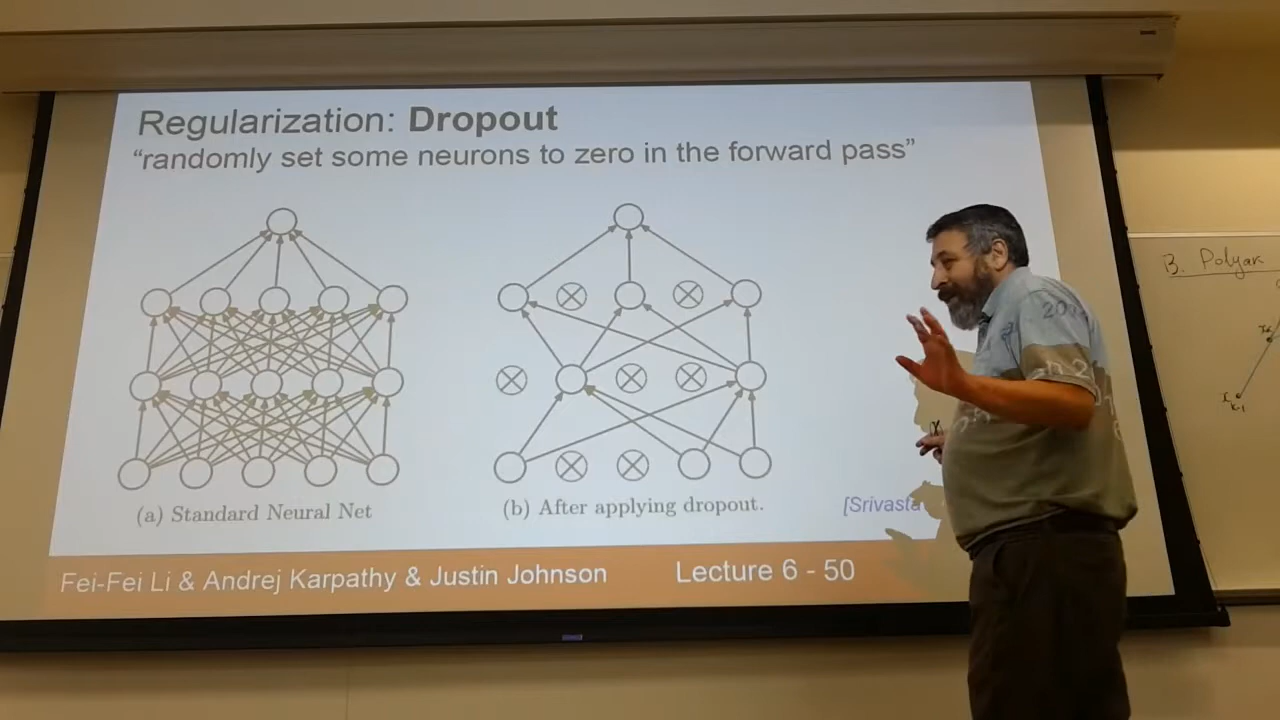 Regularization: Dropout
“randomly set some neurons to zero in the forward pass”
(a) Standard Neural Net
(b) After applying dropout.
[Srivasta
Fei-Fei Li & Andrej Karpathy & Justin Johnson
Lecture 6 - 50
B. Polyak